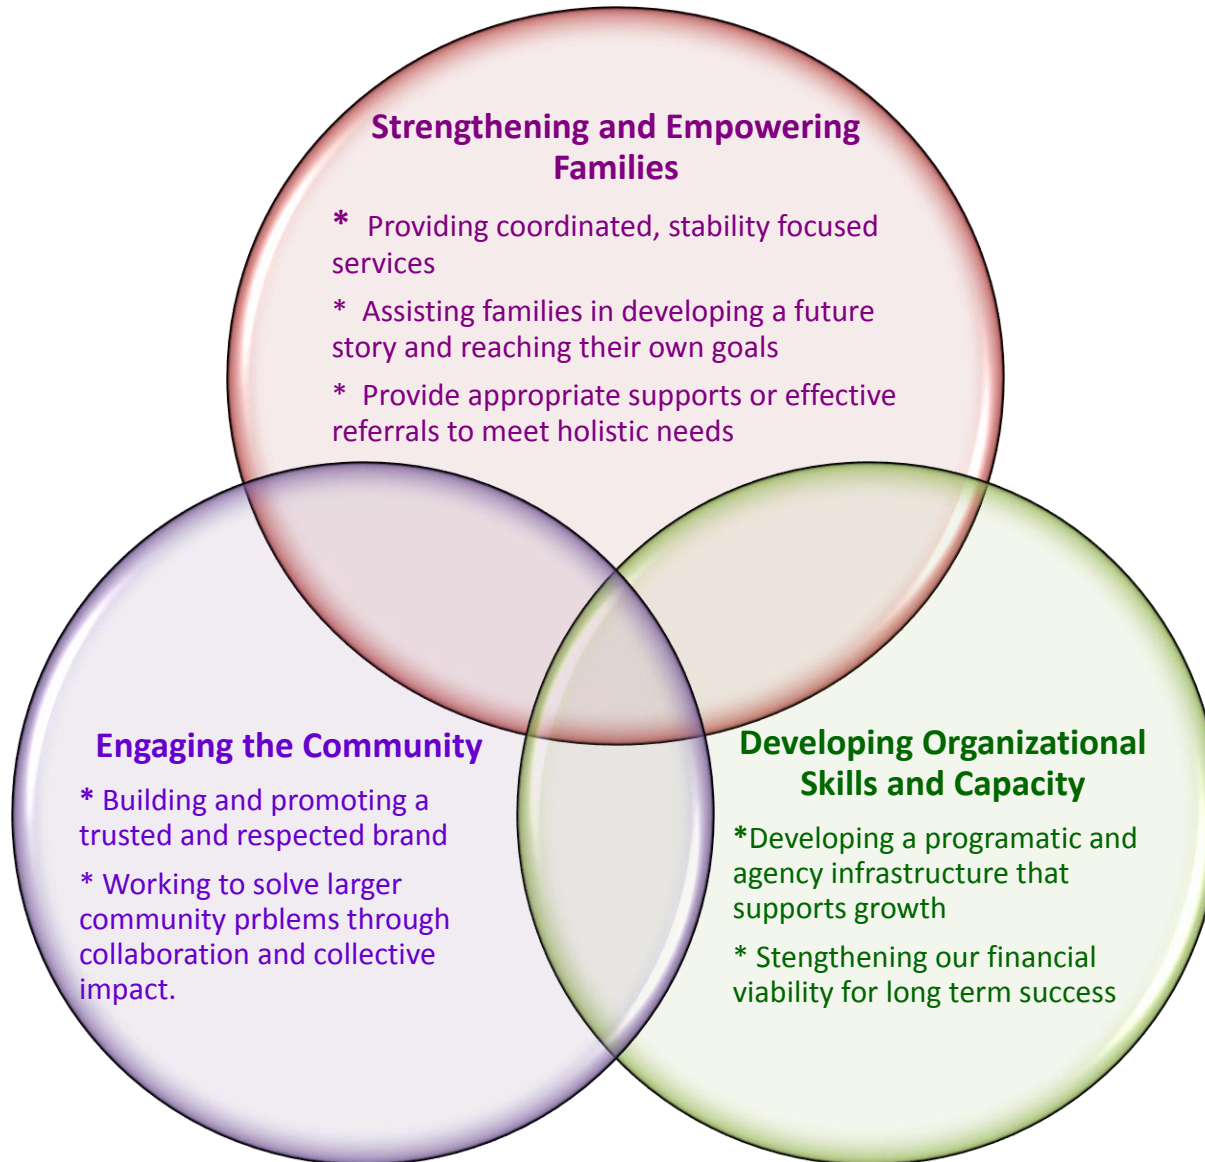 Strengthening and Empowering
Families
* Providing coordinated, stability focused
services
* Assisting families in developing a future
story and reaching their own goals
* Provide appropriate supports or effective
referrals to meet holistic needs
Engaging the Community
* Building and promoting a
trusted and respected brand
* Working to solve larger
community prblems through
collaboration and collective
impact.
Developing Organizational
Skills and Capacity
*Developing a programatic and
agency infrastructure that
supports growth
* Stengthening our financial
viability for long term success